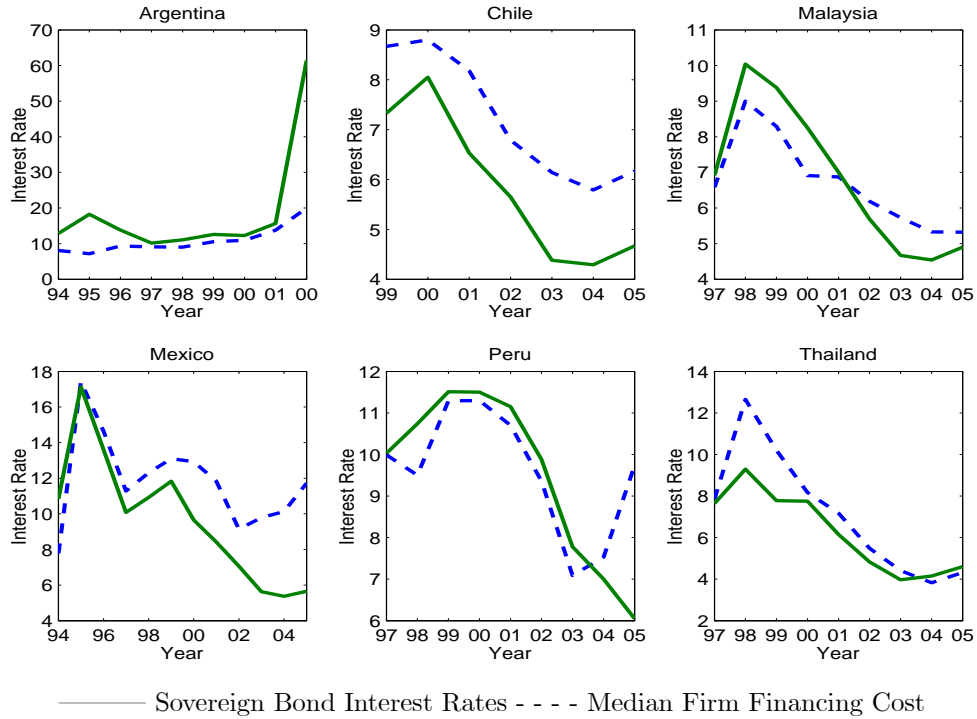 Argentina
Interest Rate
70
60
50
40
30
20
10
0
94 95 96 97 98 99 00 01 00
Year
Chile
Interest Rate
9
8
7
6
5
4
99 00 01 02 03 04 05
Year
Malaysia
Interest Rate
11
10
9
8
7
6
5
4
97 98 99 00 01 02 03 04 05
Year
Mexico
Interest Rate
18
16
14
12
10
8
6
4
94 96 98 00 02 04
Year
Peru
Interest Rate
12
11
10
9
8
7
6
97 98 99 00 01 02 03 04 05
Year
Thailand
Interest Rate
14
12
10
8
6
4
2
97 98 99 00 01 02 03 04 05
Year
Sovereign Bond Interest Rates - - - - Median Firm Financing Cost